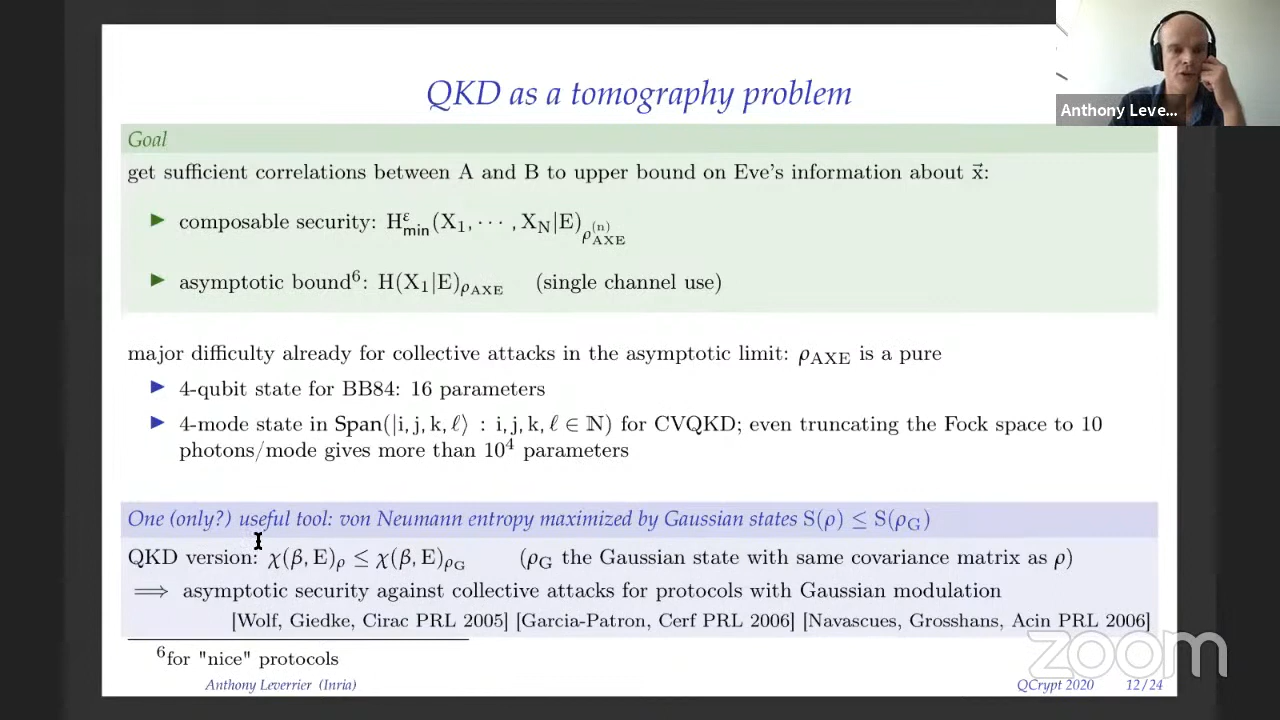 QKD as a tomography problem
Anthony Leve...
Goal
get sufficient correlations between A and B to upper bound on Eve's information about x⃗:
▶ composable security: H^ε_min(X₁, ⋯ , X_N|E)_ρ^(n)_AXE
▶ asymptotic bound⁶: H(X₁|E)_ρ_AXE (single channel use)
major difficulty already for collective attacks in the asymptotic limit: ρ_AXE is a pure
▶ 4-qubit state for BB84: 16 parameters
▶ 4-mode state in Span(|i, j, k, ℓ⟩ : i, j, k, ℓ ∈ ℕ) for CVQKD; even truncating the Fock space to 10
photons/mode gives more than 10⁴ parameters
One (only?) useful tool: von Neumann entropy maximized by Gaussian states S(ρ) ≤ S(ρ_G)
QKD version: χ(β, E)_ρ ≤ χ(β, E)_ρ_G (ρ_G the Gaussian state with same covariance matrix as ρ)
⟹ asymptotic security against collective attacks for protocols with Gaussian modulation
[Wolf, Giedke, Cirac PRL 2005] [Garcia-Patron, Cerf PRL 2006] [Navascues, Grosshans, Acin PRL 2006]
⁶for "nice" protocols
zoom
Anthony Leverrier (Inria) QCrypt 2020 12/24